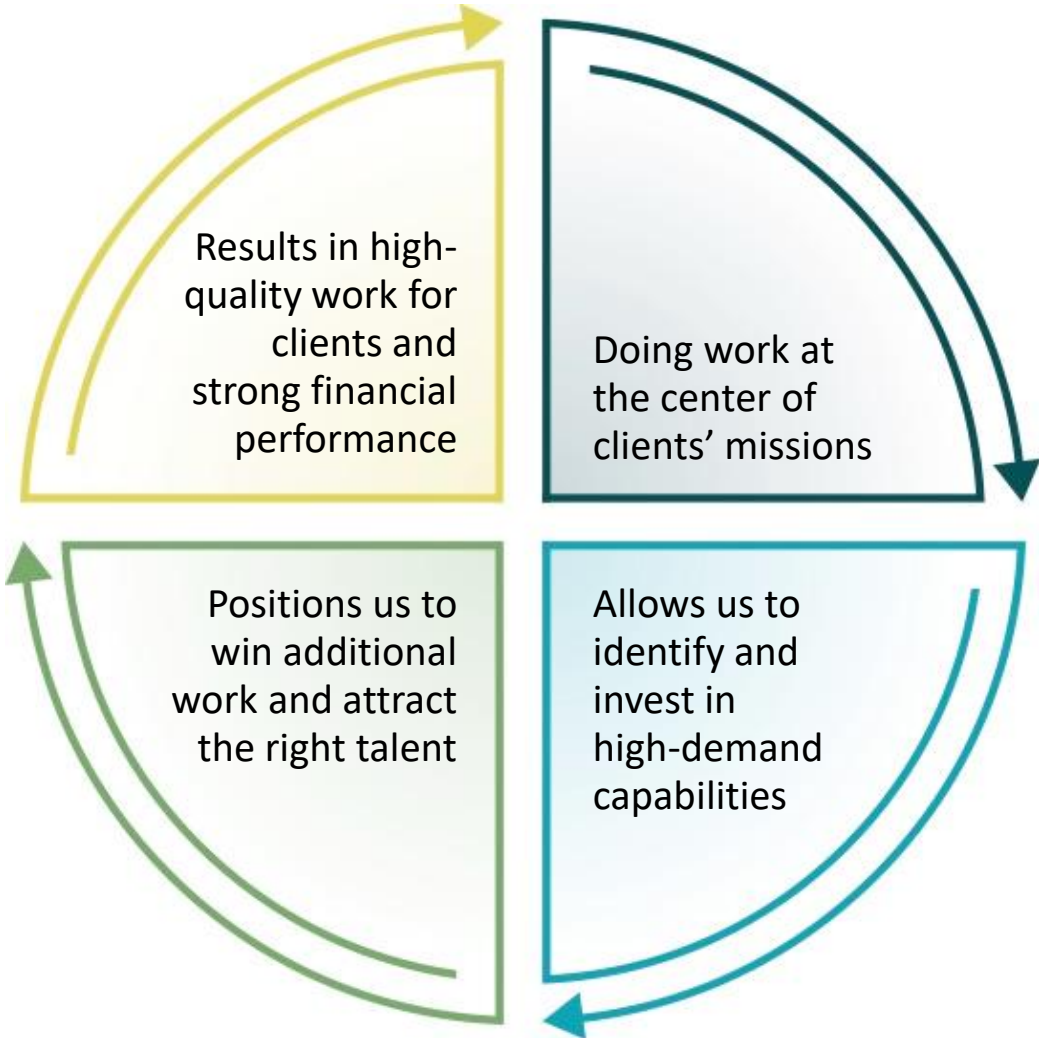 Results in high-
quality work for
clients and
strong financial
performance
Doing work at
the center of
clients’ missions
Positions us to
win additional
work and attract
the right talent
Allows us to
identify and
invest in
high-demand
capabilities